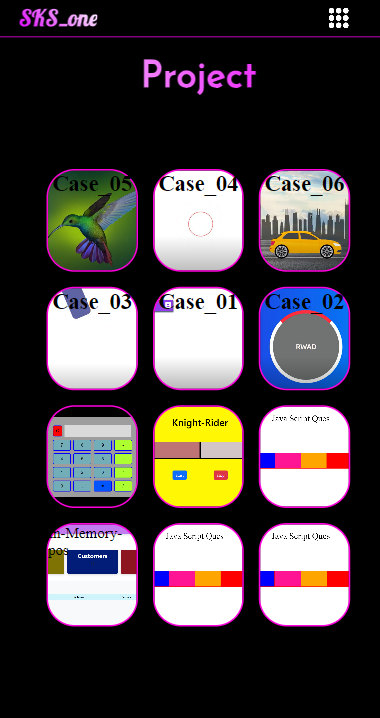 SKS_one
Project
Case_05
Case_04
Case_06
Case_03
Case_01
Case_02
RWAD
Knight-Rider
Java Script Ques
m-Memory-
pos
Customers
Java Script Ques
Java Script Ques